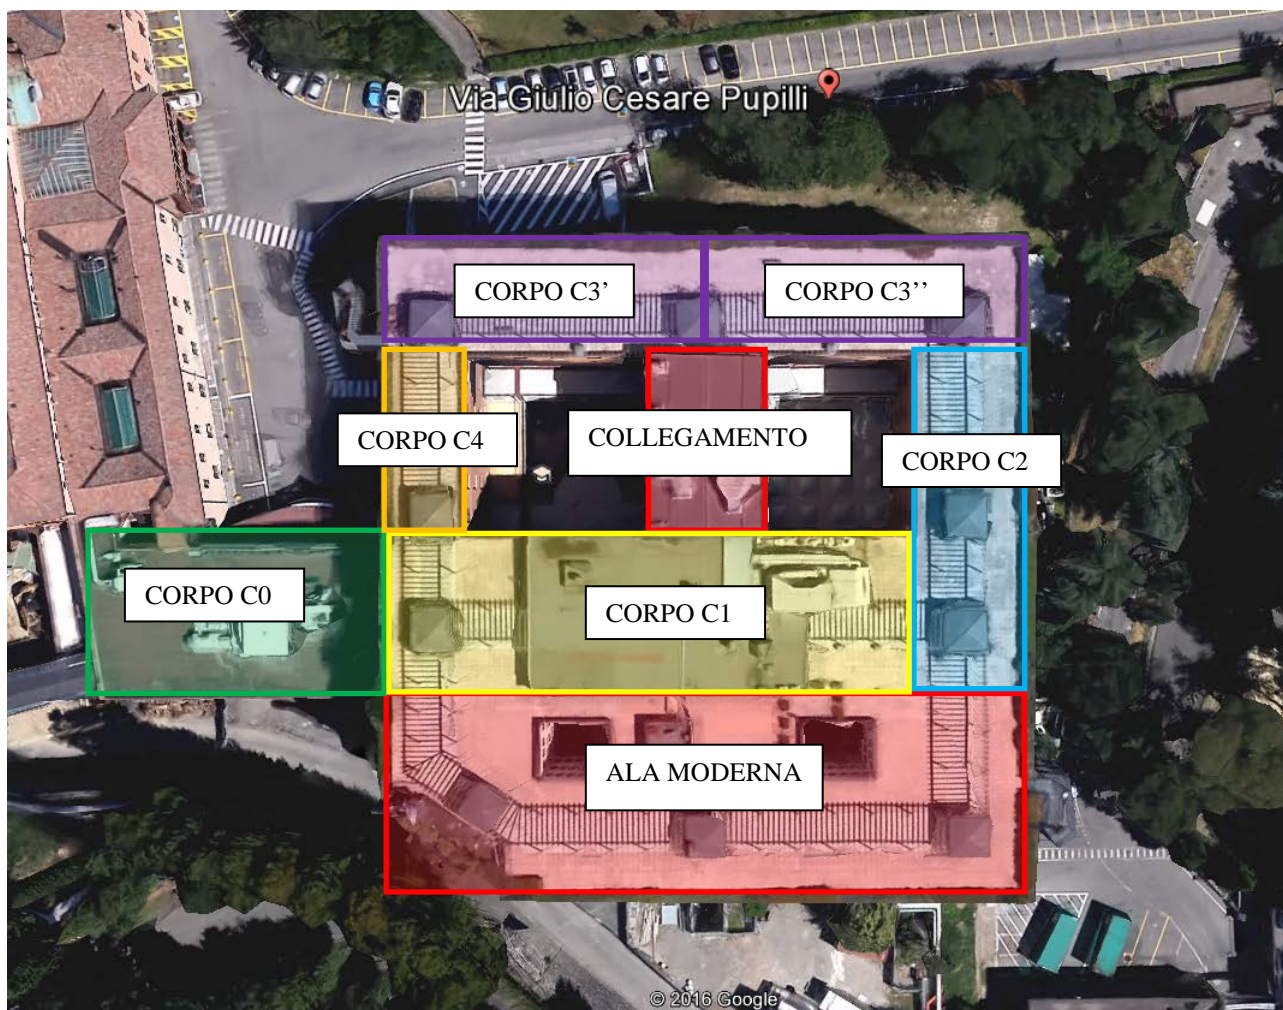 Via Giulio Cesare Pupilli
CORPO C3’
CORPO C3’’
CORPO C4
COLLEGAMENTO
CORPO C2
CORPO C0
CORPO C1
ALA MODERNA
© 2016 Google